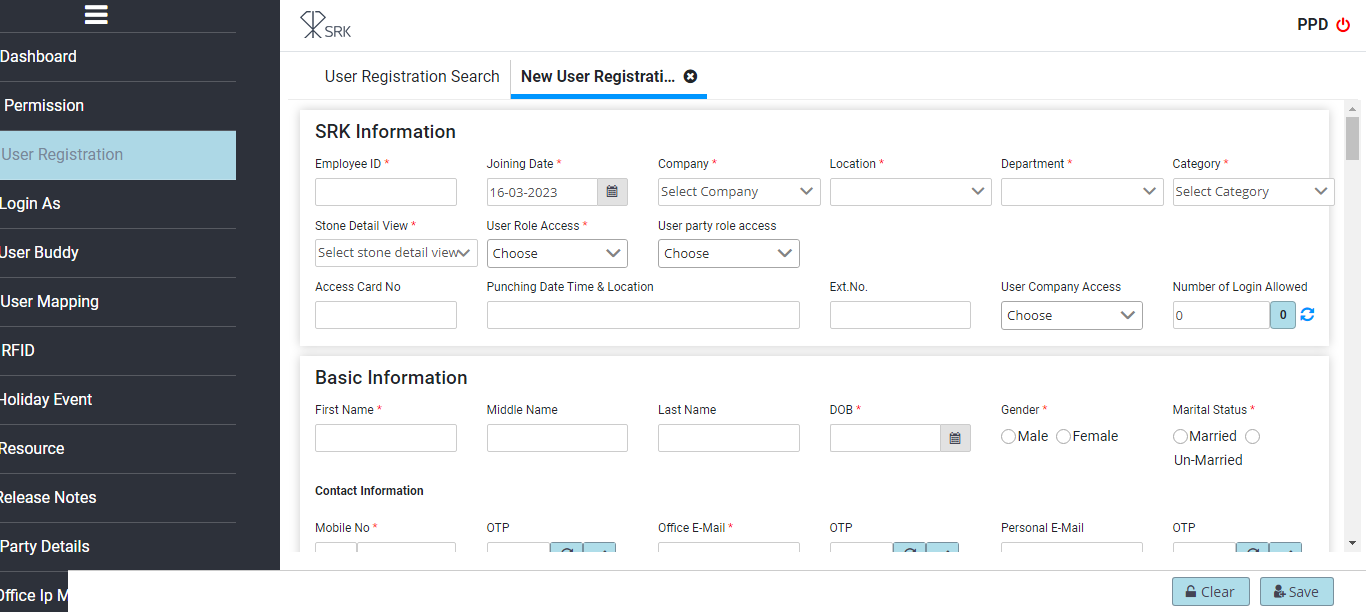 SRK
PPD
Dashboard
Permission
User Registration
Login As
User Buddy
User Mapping
RFID
Holiday Event
Resource
Release Notes
Party Details
Office Ip M
User Registration Search
New User Registrati...
SRK Information
Employee ID * Joining Date * Company * Location * Department * Category *
16-03-2023 Select Company Select Category
Stone Detail View * User Role Access * User party role access
Select stone detail view Choose Choose
Access Card No Punching Date Time & Location Ext.No. User Company Access Number of Login Allowed
Choose 0 0
Basic Information
First Name * Middle Name Last Name DOB * Gender * Marital Status *
Male Female Married
Un-Married
Contact Information
Mobile No * OTP Office E-Mail * OTP Personal E-Mail OTP
Clear Save